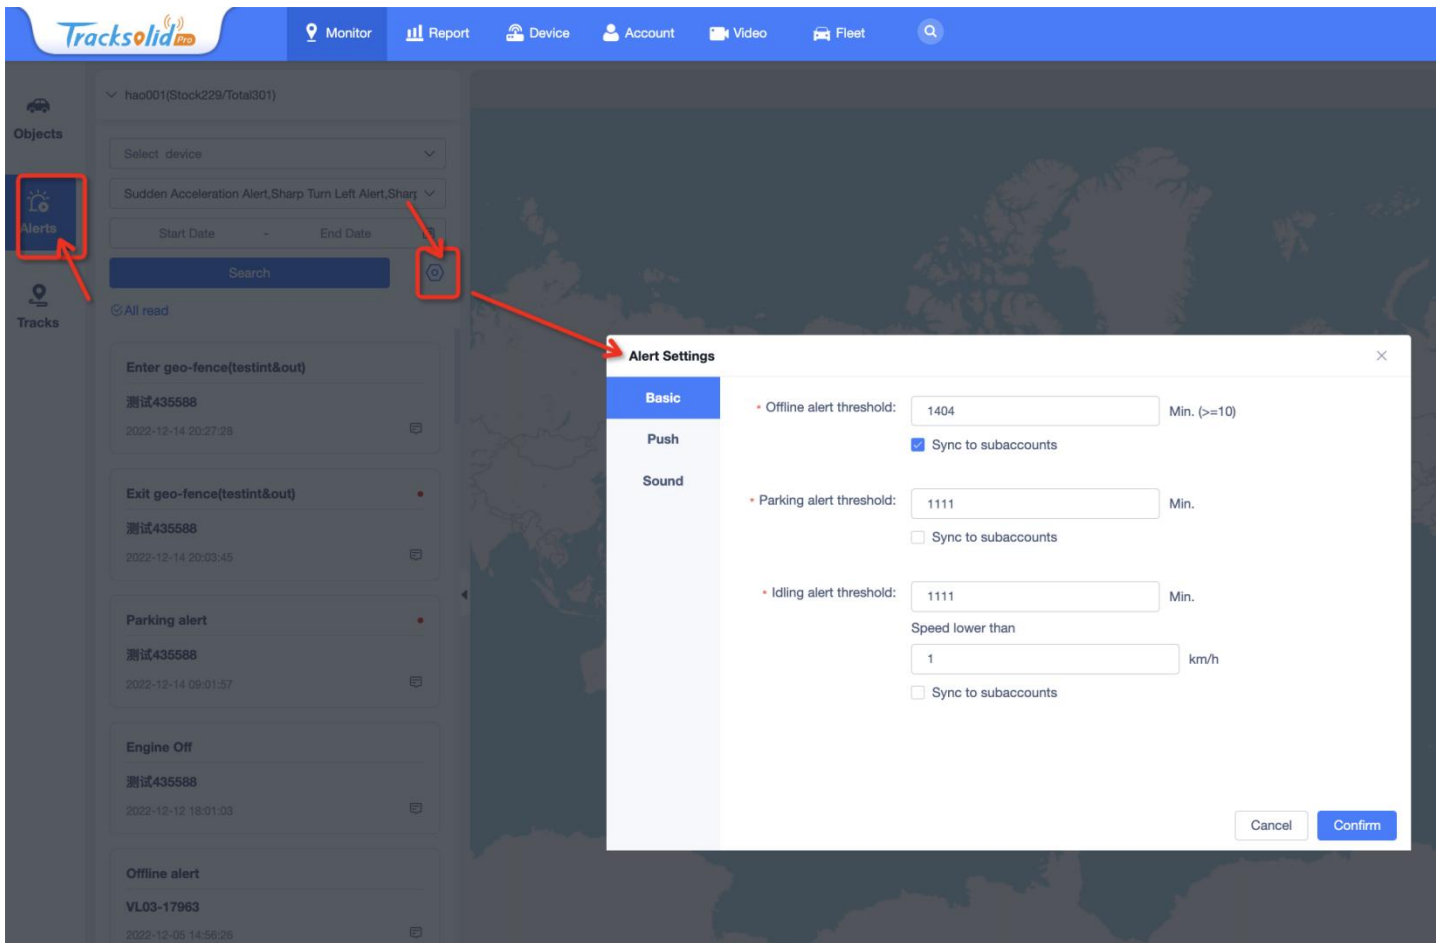 Tracksolid Pro
Monitor
Report
Device
Account
Video
Fleet
Objects
Alerts
Tracks
hao001(Stock229/Total301)
Select device
Sudden Acceleration Alert,Sharp Turn Left Alert,Sharp
Start Date - End Date
Search
All read
Enter geo-fence(testint&out)
测试435588
2022-12-14 20:27:28
Exit geo-fence(testint&out)
测试435588
2022-12-14 20:03:45
Parking alert
测试435588
2022-12-14 09:01:57
Engine Off
测试435588
2022-12-12 18:01:03
Offline alert
VL03-17963
2022-12-05 14:56:26
Alert Settings
Basic
Push
Sound
* Offline alert threshold: 1404 Min. (>=10)
Sync to subaccounts
* Parking alert threshold: 1111 Min.
Sync to subaccounts
* Idling alert threshold: 1111 Min.
Speed lower than
1 km/h
Sync to subaccounts
Cancel
Confirm